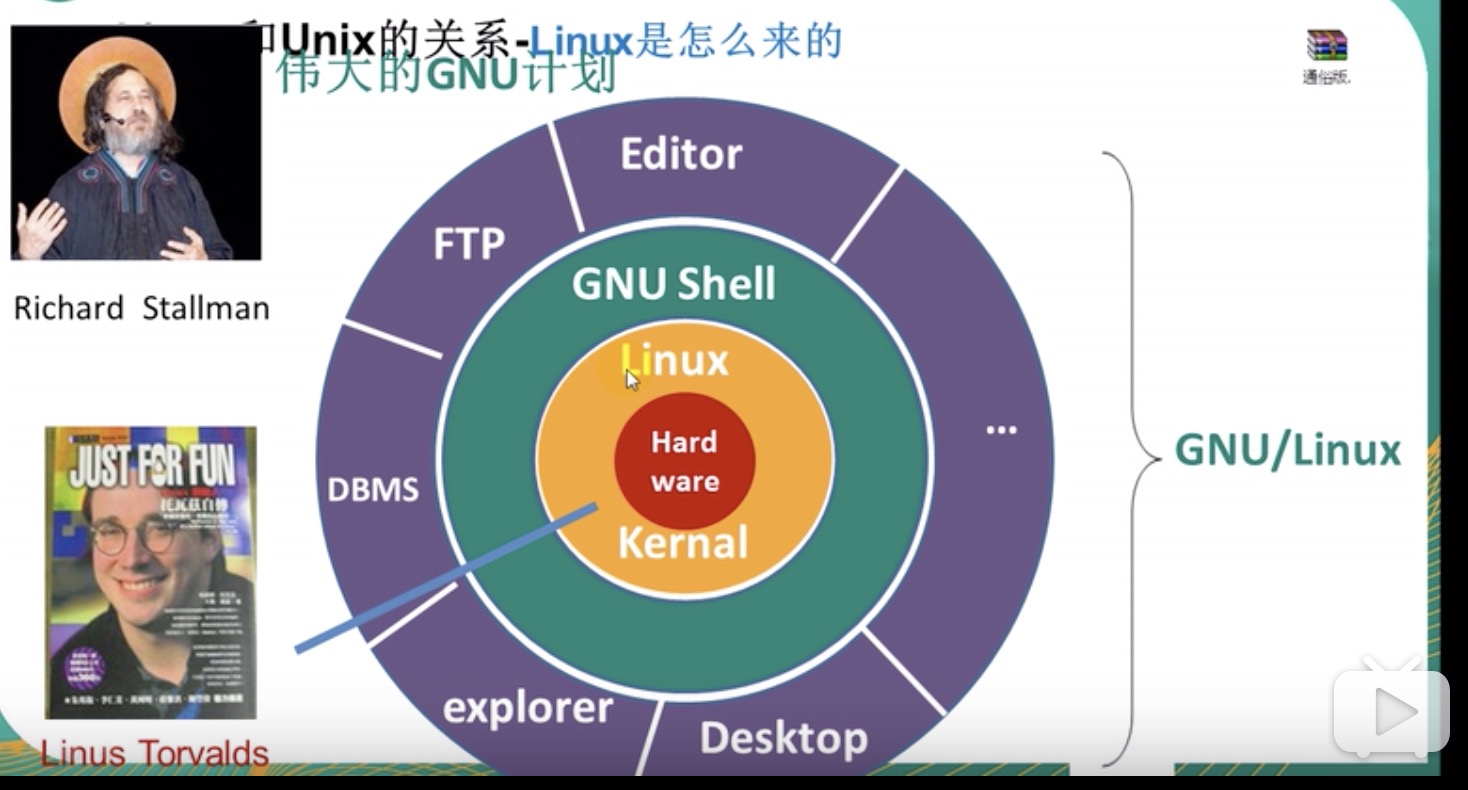 和Unix的关系-Linux是怎么来的
伟大的GNU计划
通俗版.
Richard Stallman
Editor
FTP
GNU Shell
Linux
Hard
ware
Kernal
DBMS
...
GNU/Linux
explorer
Desktop
JUST FOR FUN
Linus Torvalds